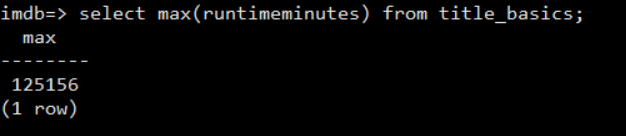 imdb=> select max(runtimeminutes) from title_basics;
  max
--------
 125156
(1 row)